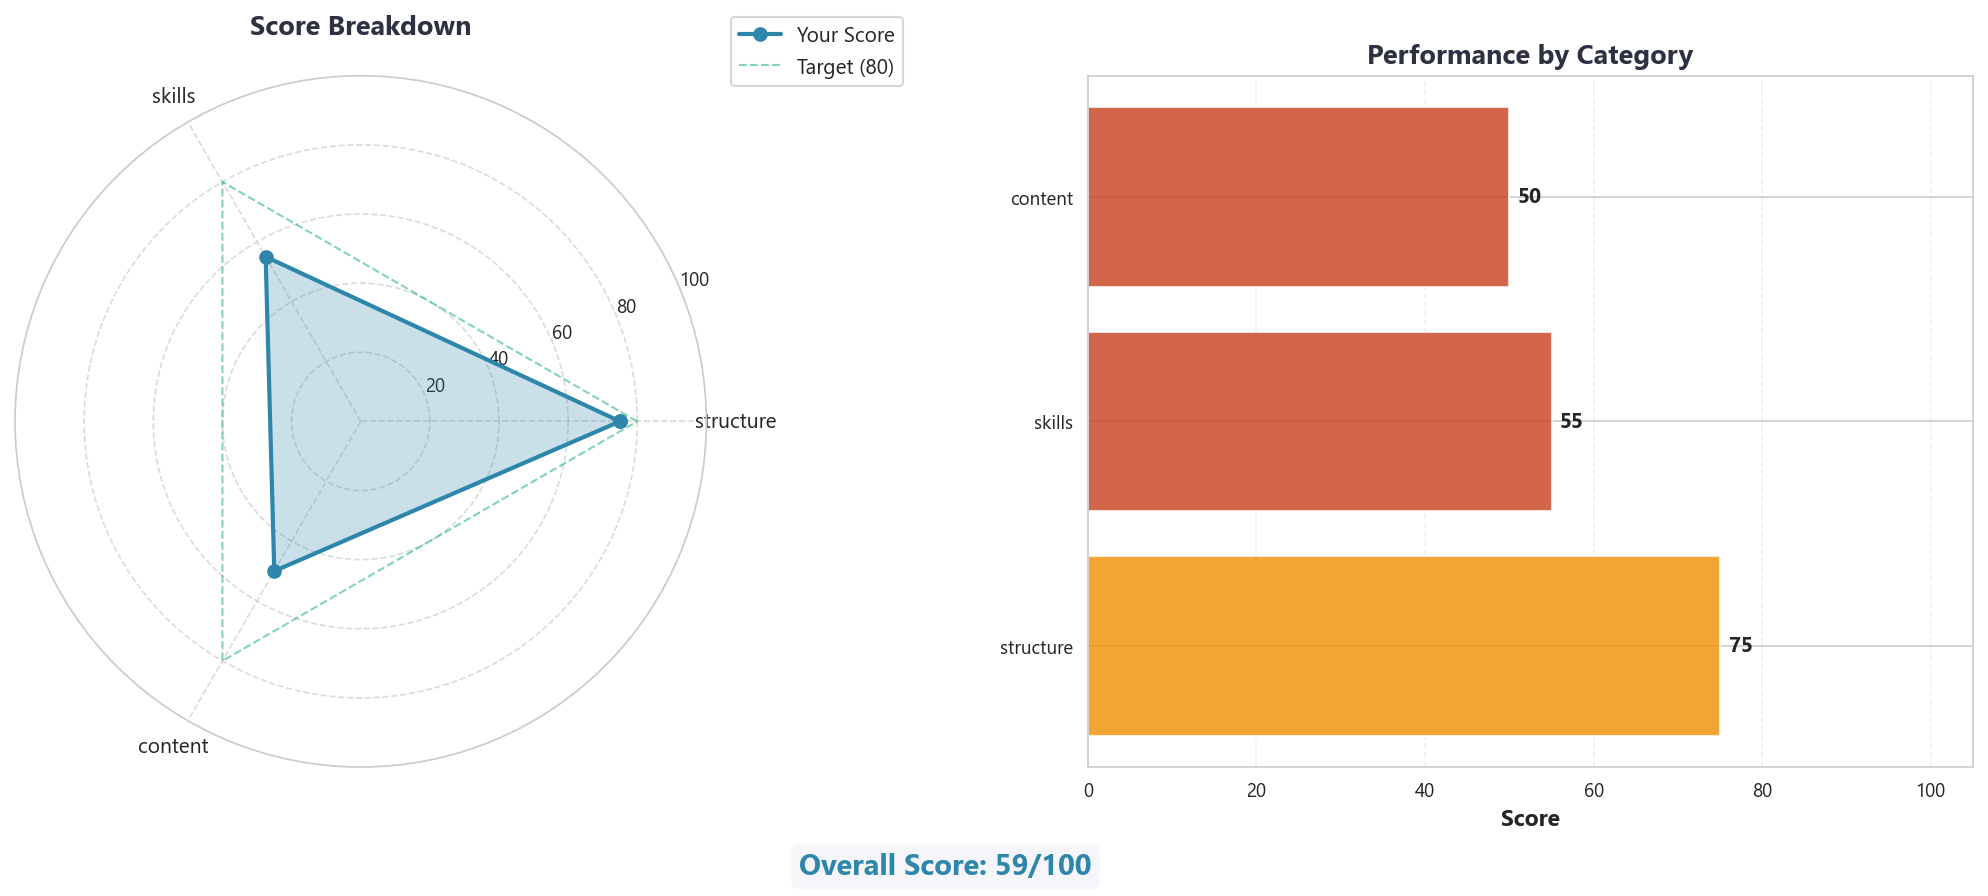 Score Breakdown
Your Score
Target (80)
skills
100
80
60
40
20
structure
content
Performance by Category
content
50
skills
55
structure
75
0 20 40 60 80 100
Score
Overall Score: 59/100